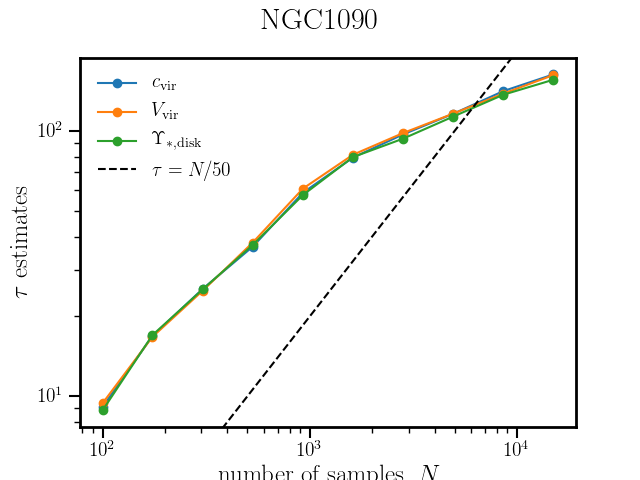 NGC1090
c_vir
V_vir
ϒ_*,disk
τ = N/50
τ estimates
10^2
10^1
10^2
10^3
10^4
number of samples, N